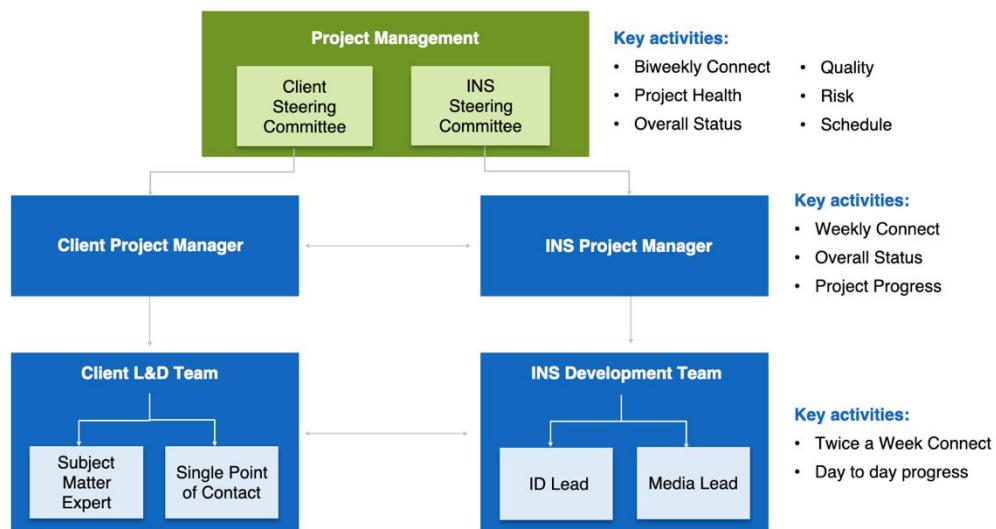 Project Management
Client
Steering
Committee
INS
Steering
Committee
Key activities:
• Biweekly Connect
• Project Health
• Overall Status
• Quality
• Risk
• Schedule
Client Project Manager
INS Project Manager
Key activities:
• Weekly Connect
• Overall Status
• Project Progress
Client L&D Team
Subject
Matter
Expert
Single Point
of Contact
INS Development Team
ID Lead
Media Lead
Key activities:
• Twice a Week Connect
• Day to day progress